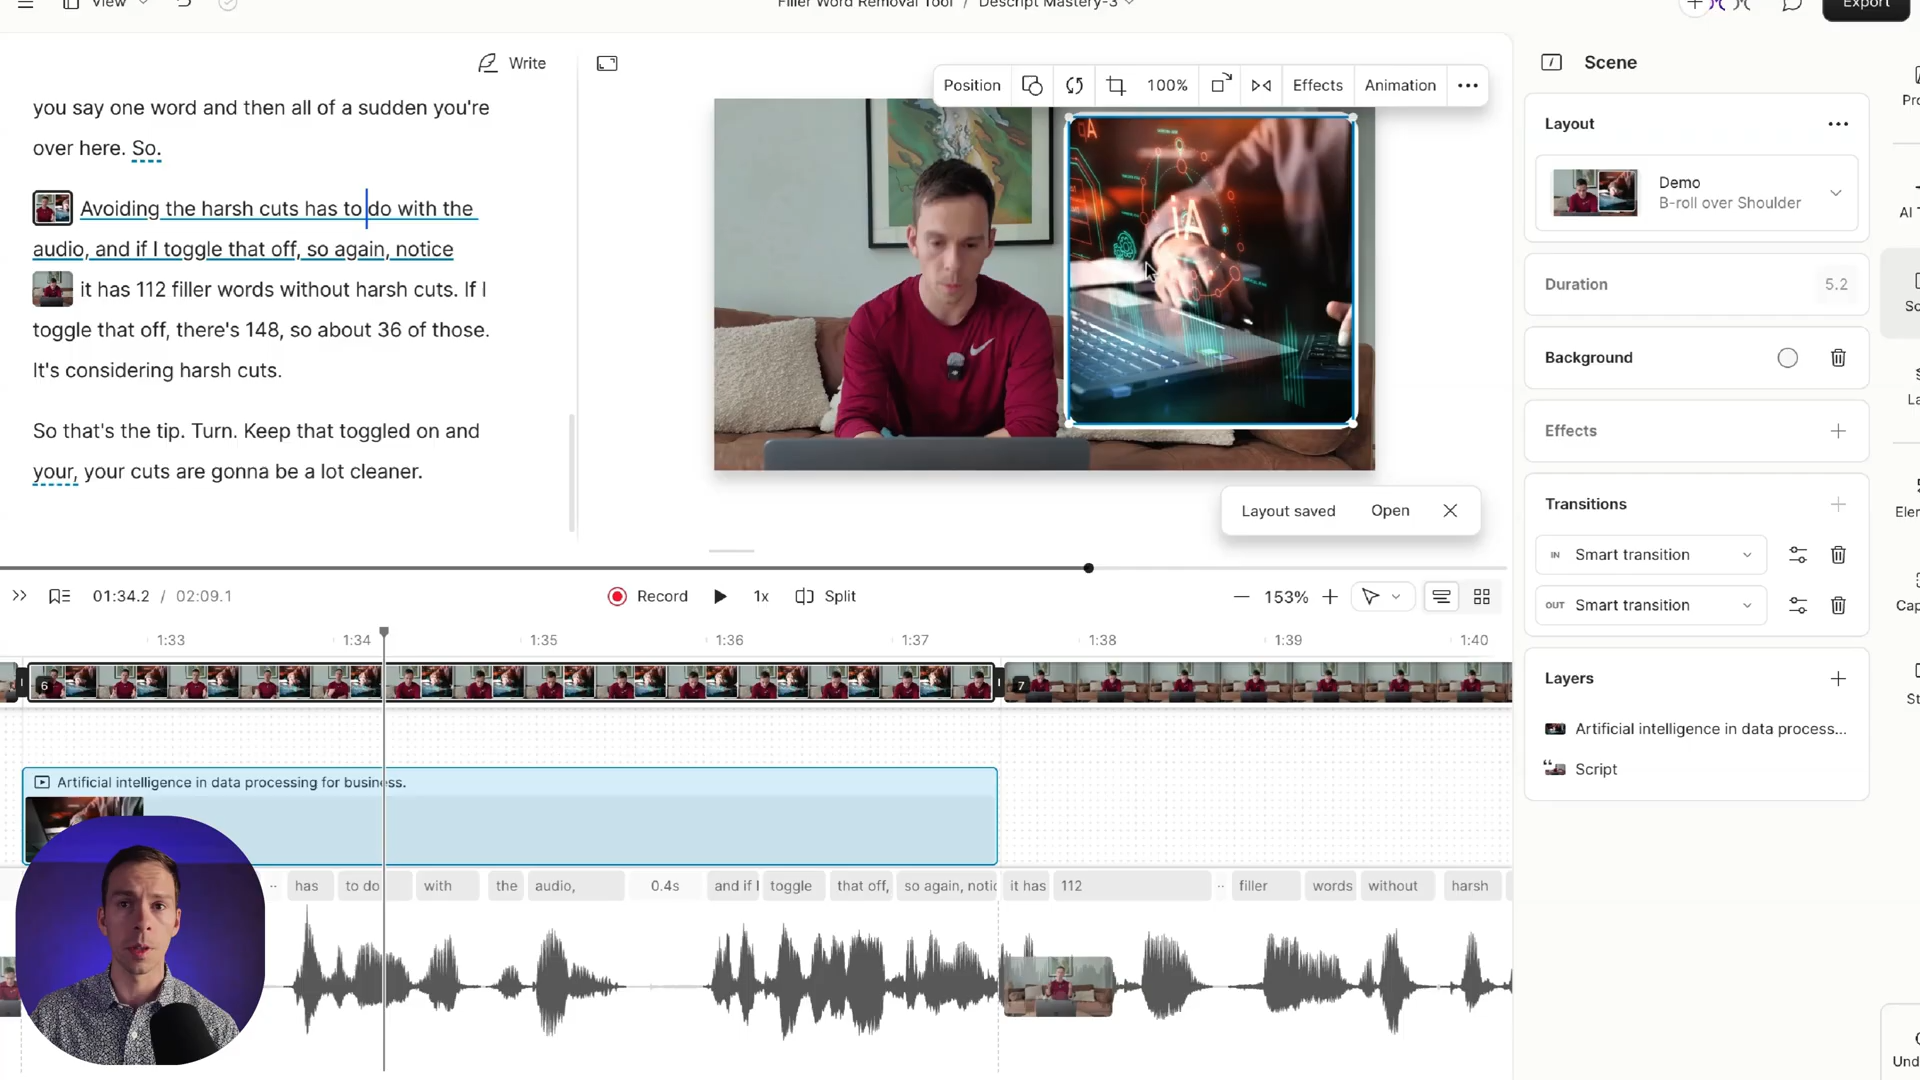 View
Filler Word Removal Tool / Descript Mastery-3
Export
Write
you say one word and then all of a sudden you're
over here. So.
Avoiding the harsh cuts has to do with the
audio, and if I toggle that off, so again, notice
it has 112 filler words without harsh cuts. If I
toggle that off, there's 148, so about 36 of those.
It's considering harsh cuts.
So that's the tip. Turn. Keep that toggled on and
your, your cuts are gonna be a lot cleaner.
Position
100%
Effects
Animation
Layout saved
Open
Scene
Layout
Demo
B-roll over Shoulder
Duration
5.2
Background
Effects
Transitions
IN Smart transition
OUT Smart transition
Layers
Artificial intelligence in data process...
Script
01:34.2 / 02:09.1
Record
1x
Split
153%
1:33 1:34 1:35 1:36 1:37 1:38 1:39 1:40
6
7
Artificial intelligence in data processing for business.
has to do with the audio, 0.4s and if I toggle that off, so again, notic it has 112 filler words without harsh